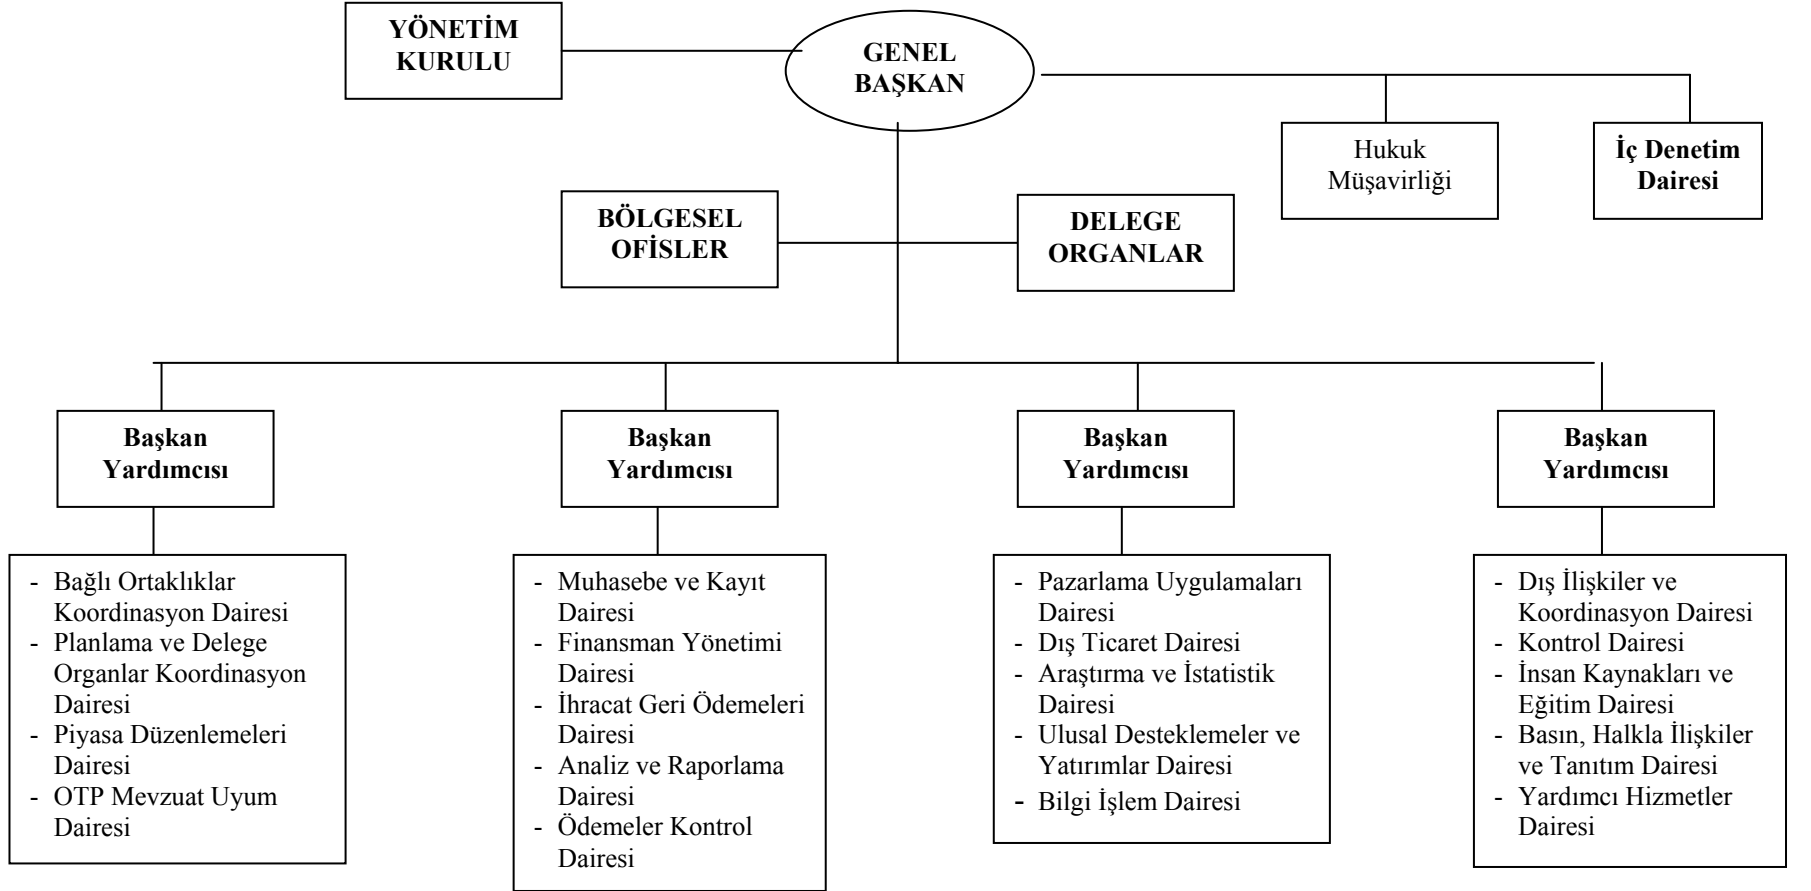 YÖNETİM
KURULU
GENEL
BAŞKAN
Hukuk
Müşavirliği
İç Denetim
Dairesi
BÖLGESEL
OFİSLER
DELEGE
ORGANLAR
Başkan
Yardımcısı
Başkan
Yardımcısı
Başkan
Yardımcısı
Başkan
Yardımcısı
- Bağlı Ortaklıklar
Koordinasyon Dairesi
- Planlama ve Delege
Organlar Koordinasyon
Dairesi
- Piyasa Düzenlemeleri
Dairesi
- OTP Mevzuat Uyum
Dairesi
- Muhasebe ve Kayıt
Dairesi
- Finansman Yönetimi
Dairesi
- İhracat Geri Ödemeleri
Dairesi
- Analiz ve Raporlama
Dairesi
- Ödemeler Kontrol
Dairesi
- Pazarlama Uygulamaları
Dairesi
- Dış Ticaret Dairesi
- Araştırma ve İstatistik
Dairesi
- Ulusal Desteklemeler ve
Yatırımlar Dairesi
- Bilgi İşlem Dairesi
- Dış İlişkiler ve
Koordinasyon Dairesi
- Kontrol Dairesi
- İnsan Kaynakları ve
Eğitim Dairesi
- Basın, Halkla İlişkiler
ve Tanıtım Dairesi
- Yardımcı Hizmetler
Dairesi